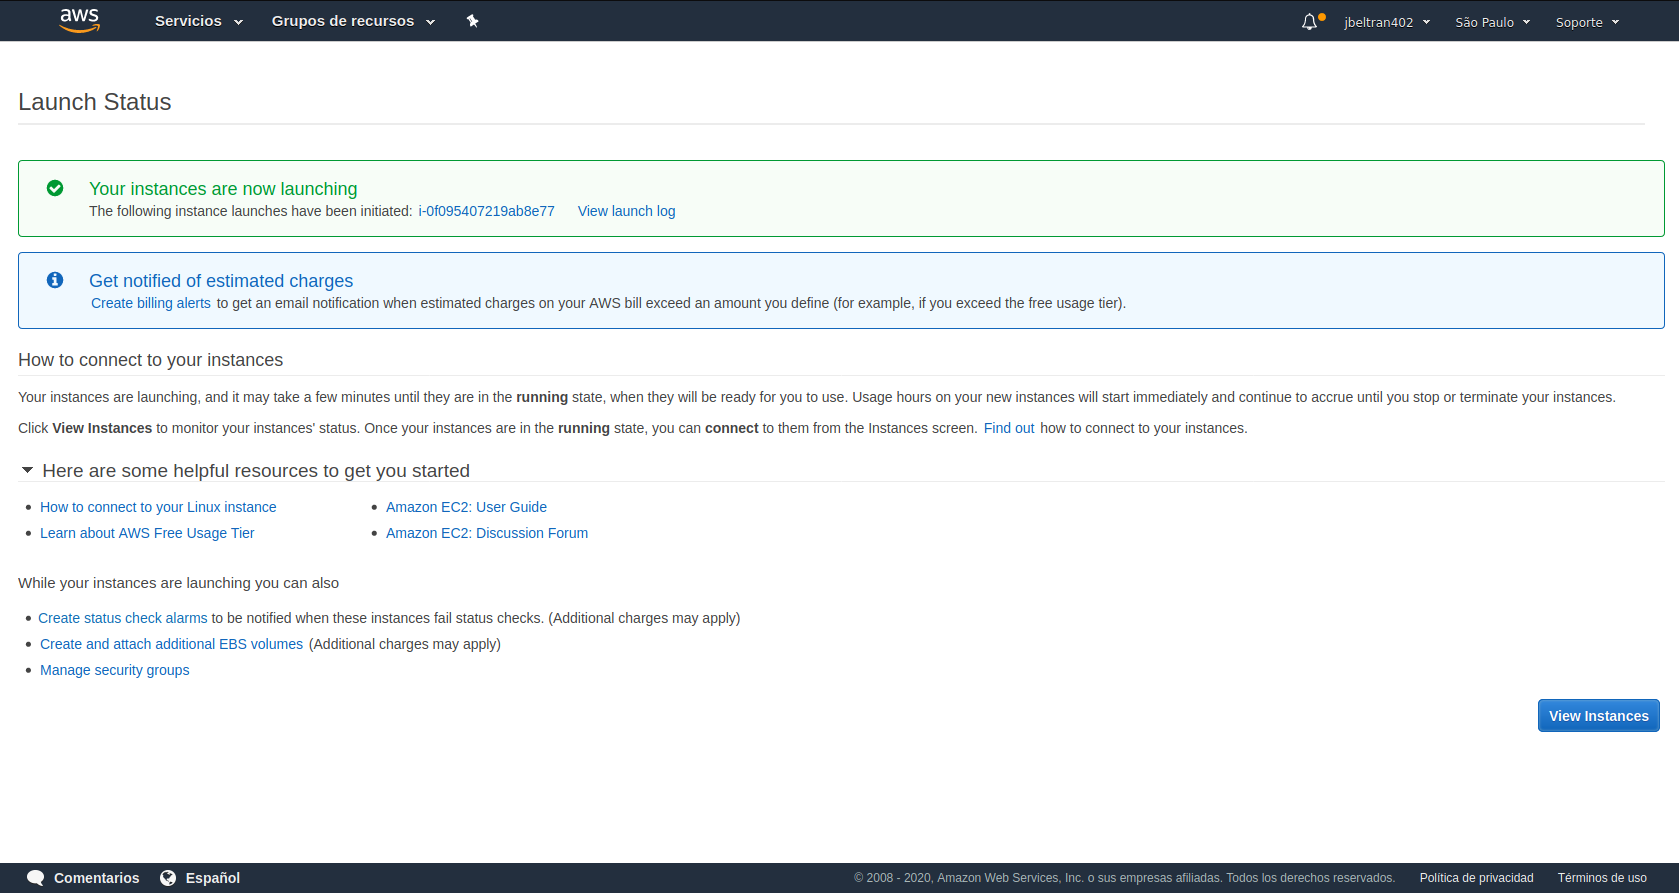 aws Servicios Grupos de recursos jbeltran402 São Paulo Soporte
Launch Status
Your instances are now launching
The following instance launches have been initiated: i-0f095407219ab8e77 View launch log
Get notified of estimated charges
Create billing alerts to get an email notification when estimated charges on your AWS bill exceed an amount you define (for example, if you exceed the free usage tier).
How to connect to your instances
Your instances are launching, and it may take a few minutes until they are in the running state, when they will be ready for you to use. Usage hours on your new instances will start immediately and continue to accrue until you stop or terminate your instances.
Click View Instances to monitor your instances' status. Once your instances are in the running state, you can connect to them from the Instances screen. Find out how to connect to your instances.
Here are some helpful resources to get you started
How to connect to your Linux instance
Learn about AWS Free Usage Tier
Amazon EC2: User Guide
Amazon EC2: Discussion Forum
While your instances are launching you can also
Create status check alarms to be notified when these instances fail status checks. (Additional charges may apply)
Create and attach additional EBS volumes (Additional charges may apply)
Manage security groups
View Instances
Comentarios Español © 2008 - 2020, Amazon Web Services, Inc. o sus empresas afiliadas. Todos los derechos reservados. Política de privacidad Términos de uso